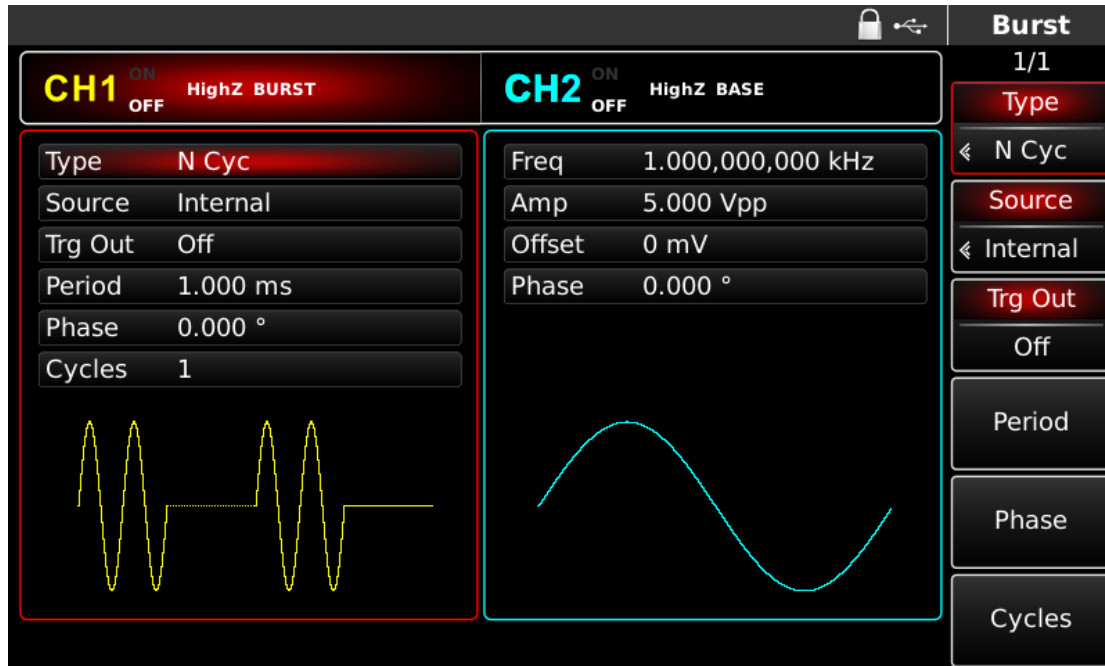 Burst
1/1
CH1 ON OFF HighZ BURST
CH2 ON OFF HighZ BASE
Type N Cyc
Source Internal
Trg Out Off
Period 1.000 ms
Phase 0.000 °
Cycles 1
Freq 1.000,000,000 kHz
Amp 5.000 Vpp
Offset 0 mV
Phase 0.000 °
Type
N Cyc
Source
Internal
Trg Out
Off
Period
Phase
Cycles